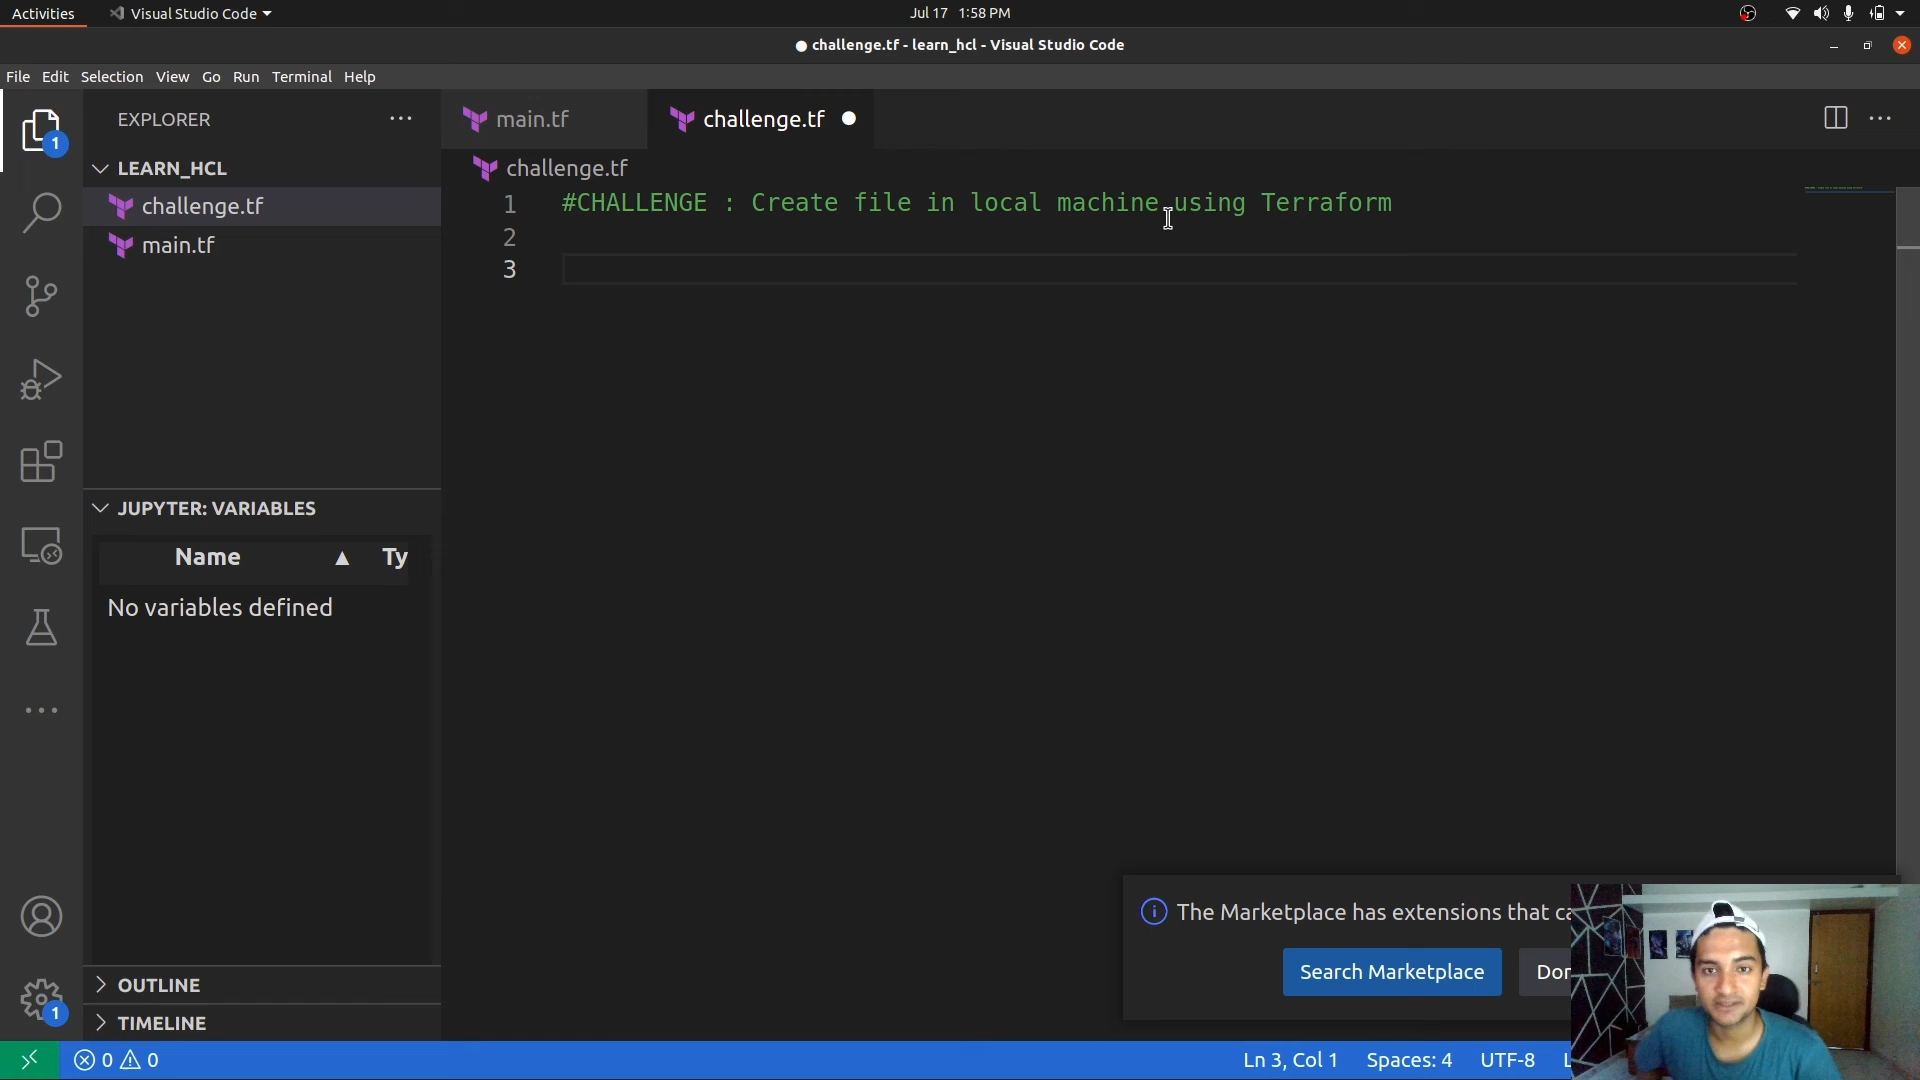 Activities
Visual Studio Code
Jul 17 1:58 PM
● challenge.tf - learn_hcl - Visual Studio Code
File Edit Selection View Go Run Terminal Help
1
EXPLORER
LEARN_HCL
challenge.tf
main.tf
main.tf
challenge.tf
challenge.tf
1 #CHALLENGE : Create file in local machine using Terraform
2
3
JUPYTER: VARIABLES
Name ▲ Ty
No variables defined
OUTLINE
TIMELINE
1
The Marketplace has extensions that
Search Marketplace
0 0
Ln 3, Col 1 Spaces: 4 UTF-8